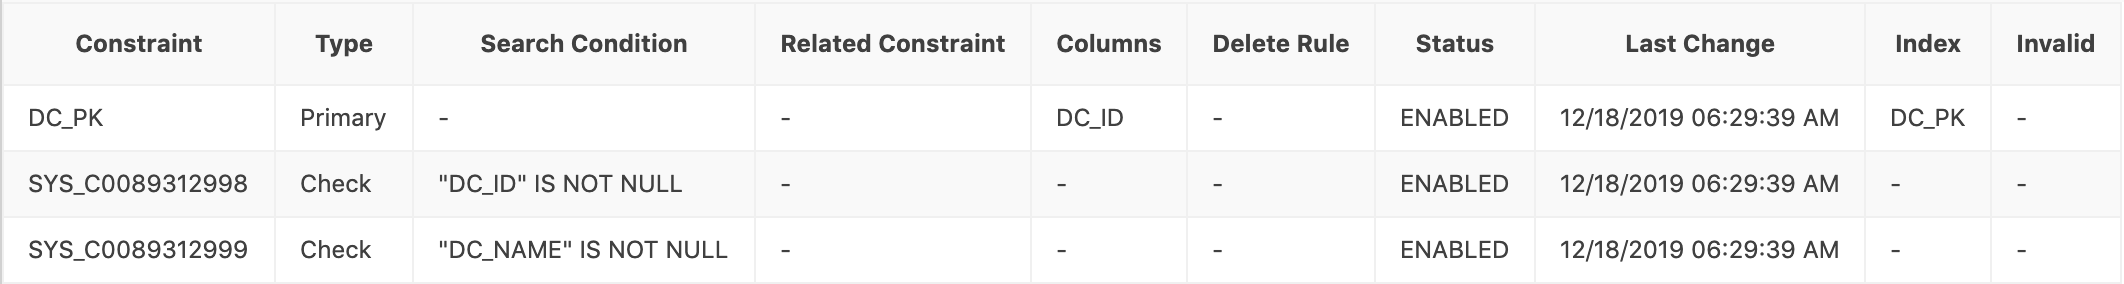 Constraint Type Search Condition Related Constraint Columns Delete Rule Status Last Change Index Invalid
DC_PK Primary - - DC_ID - ENABLED 12/18/2019 06:29:39 AM DC_PK -
SYS_C0089312998 Check "DC_ID" IS NOT NULL - - - ENABLED 12/18/2019 06:29:39 AM - -
SYS_C0089312999 Check "DC_NAME" IS NOT NULL - - - ENABLED 12/18/2019 06:29:39 AM - -